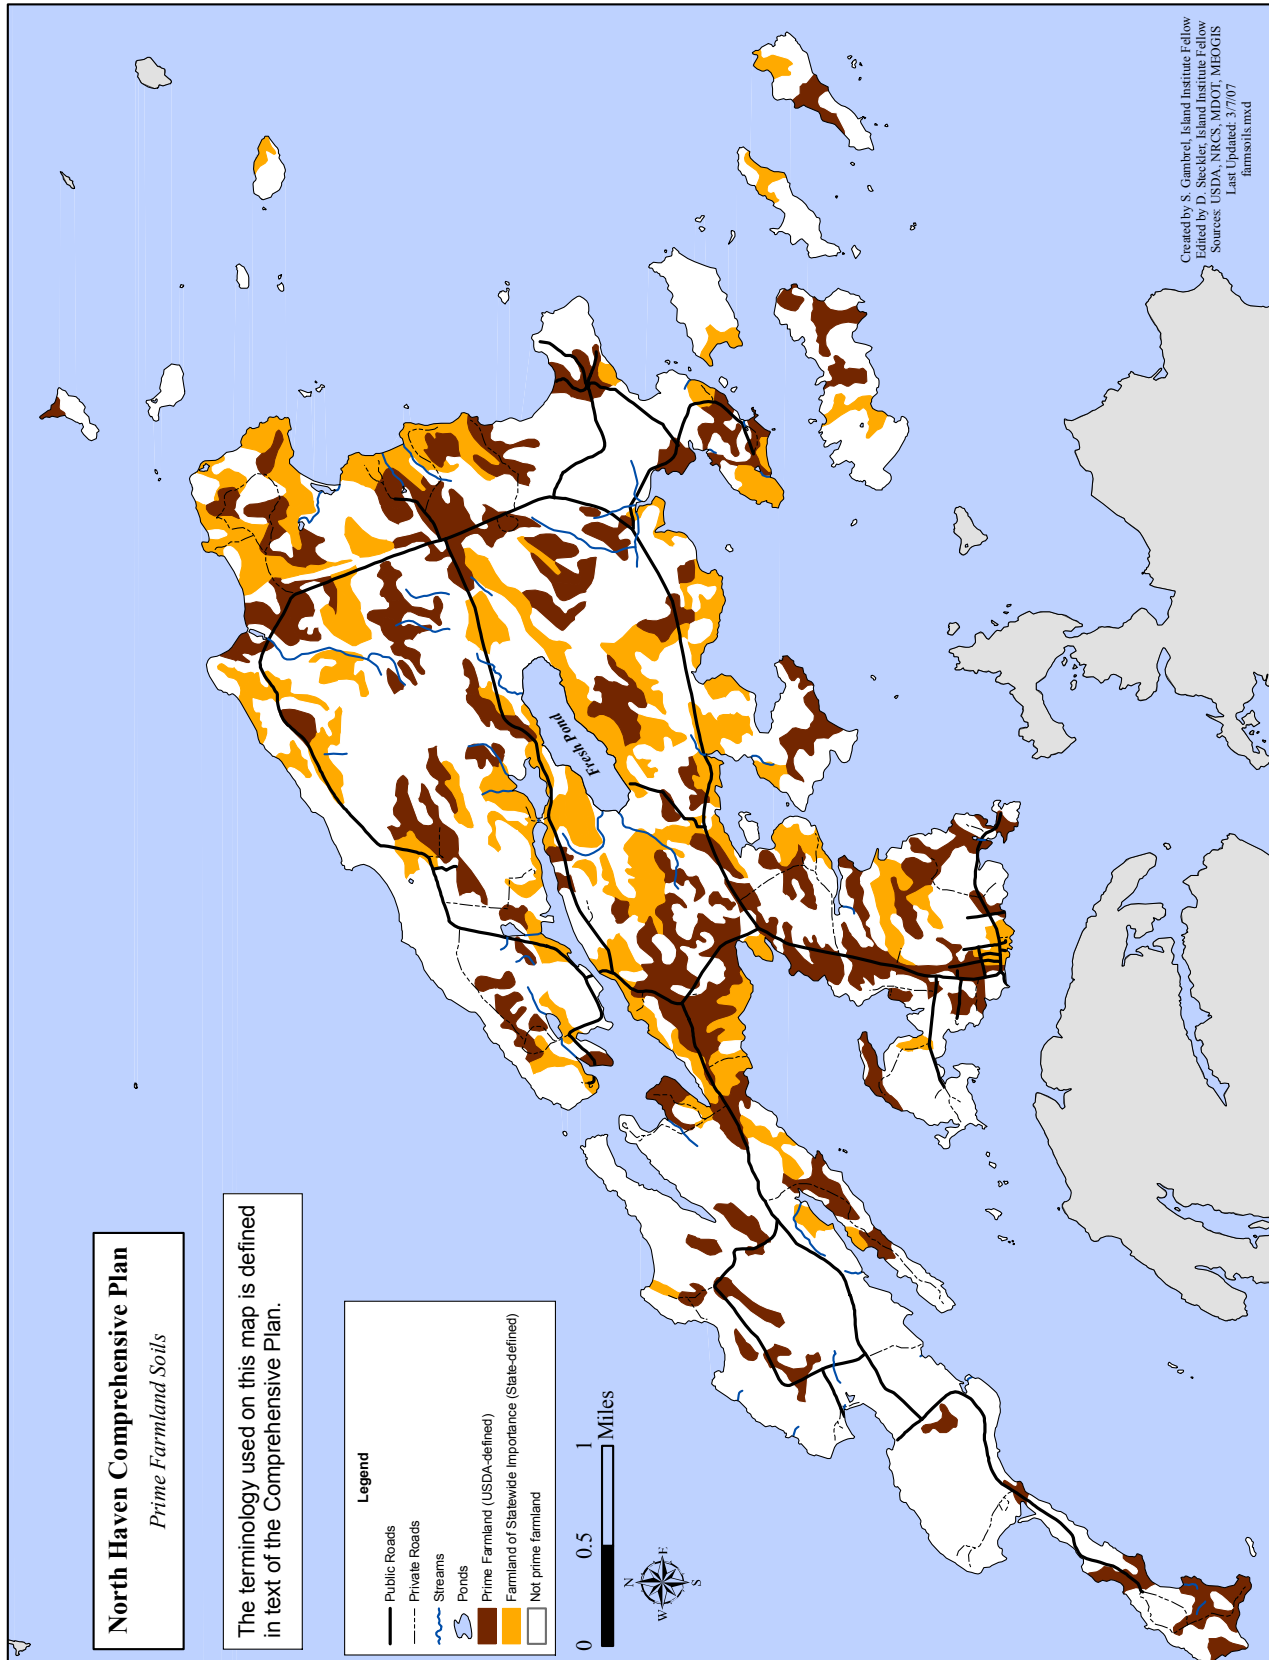 North Haven Comprehensive Plan
Prime Farmland Soils
The terminology used on this map is defined
in text of the Comprehensive Plan.
Legend
Public Roads
Private Roads
Streams
Ponds
Prime Farmland (USDA-defined)
Farmland of Statewide Importance (State-defined)
Not prime farmland
0 0.5 1
Miles
N
W E
S
Fresh Pond
Created by S. Gambrel, Island Institute Fellow
Edited by D. Steckler, Island Institute Fellow
Sources: USDA, NRCS, MDOT, MEOGIS
Last Updated: 3/7/07
farmsoils.mxd